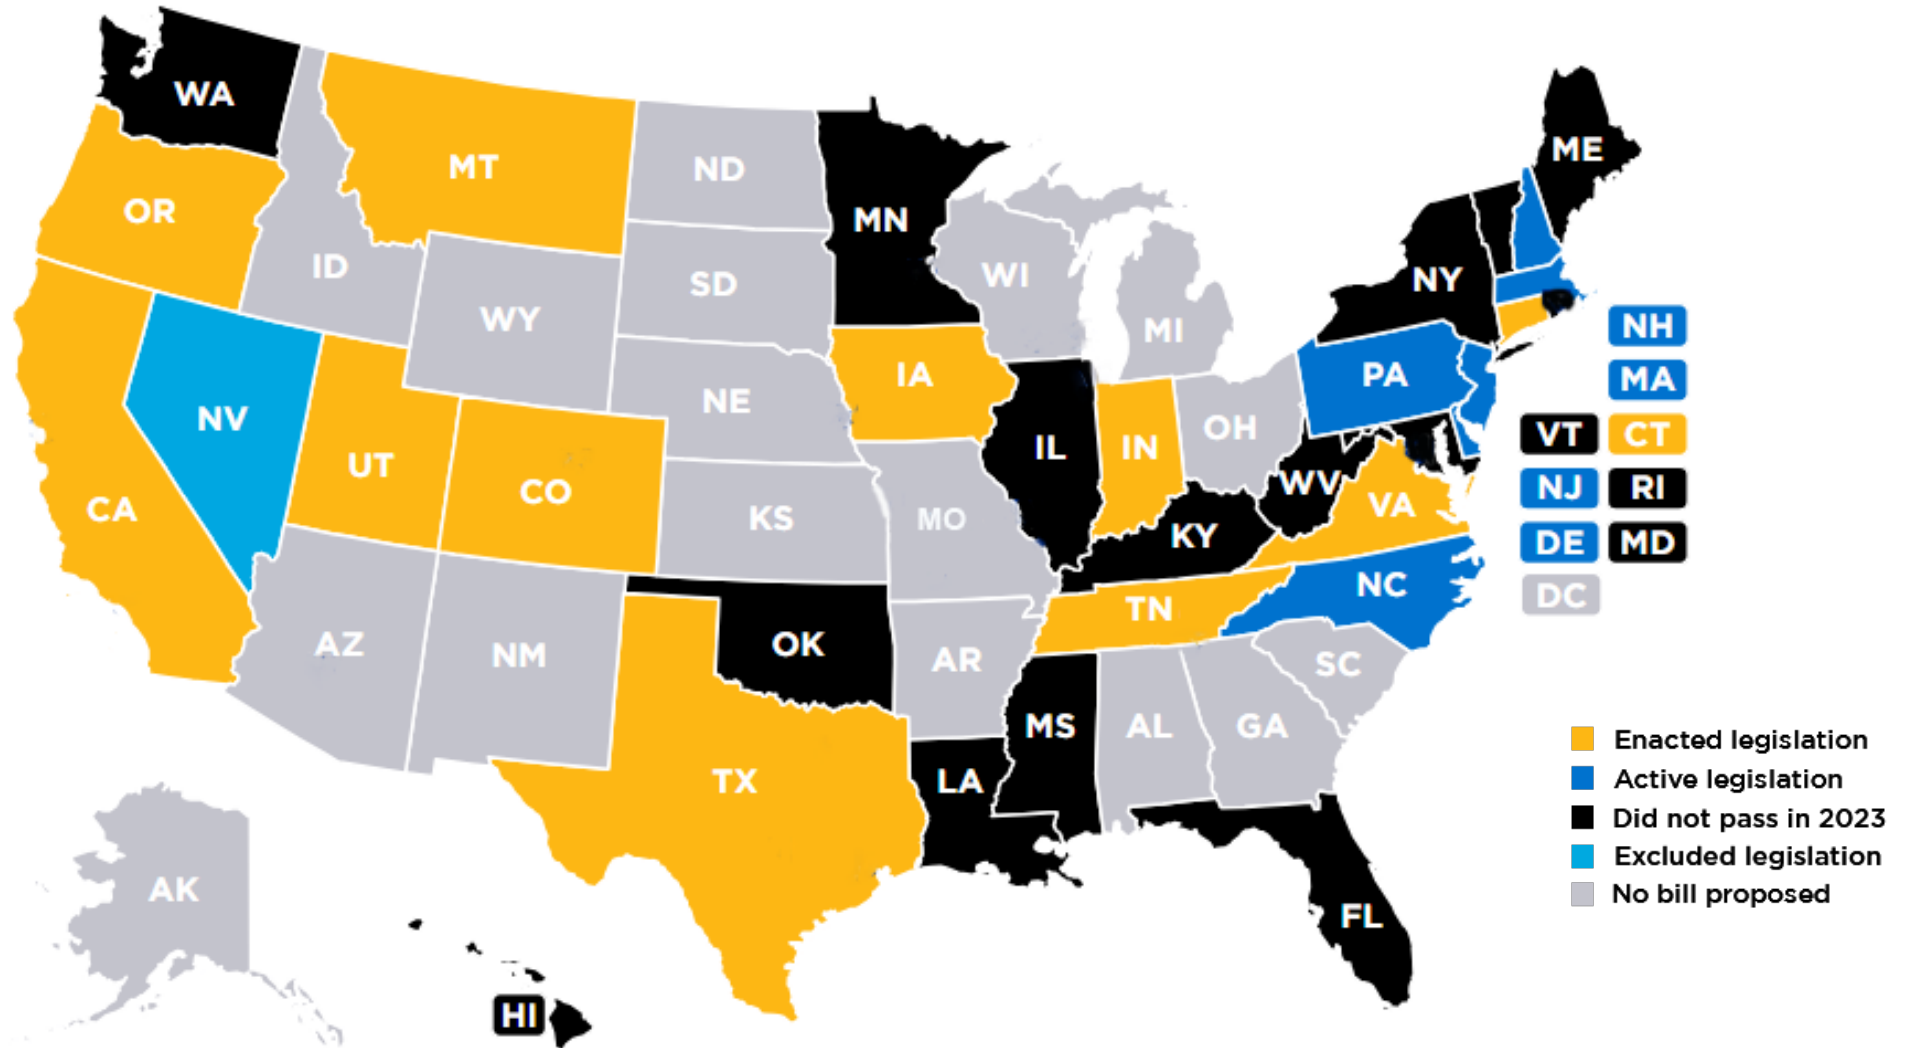 WA
MT
ND
MN
ME
OR
ID
SD
WI
NY
WY
MI
NH
NV
NE
IA
PA
MA
UT
CO
IL
IN
OH
VT
CT
CA
KS
MO
WV
VA
NJ
RI
KY
DE
MD
AZ
NM
OK
AR
TN
NC
DC
SC
TX
LA
MS
AL
GA
AK
FL
HI
Enacted legislation
Active legislation
Did not pass in 2023
Excluded legislation
No bill proposed